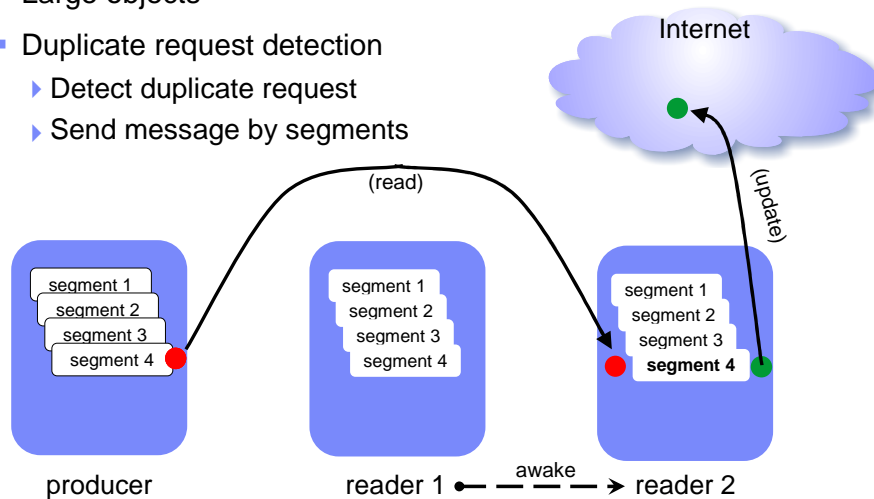 Large objects
Duplicate request detection
Detect duplicate request
Send message by segments
Internet
(read)
(update)
segment 1
segment 2
segment 3
segment 4
segment 1
segment 2
segment 3
segment 4
segment 1
segment 2
segment 3
segment 4
producer
reader 1
awake
reader 2